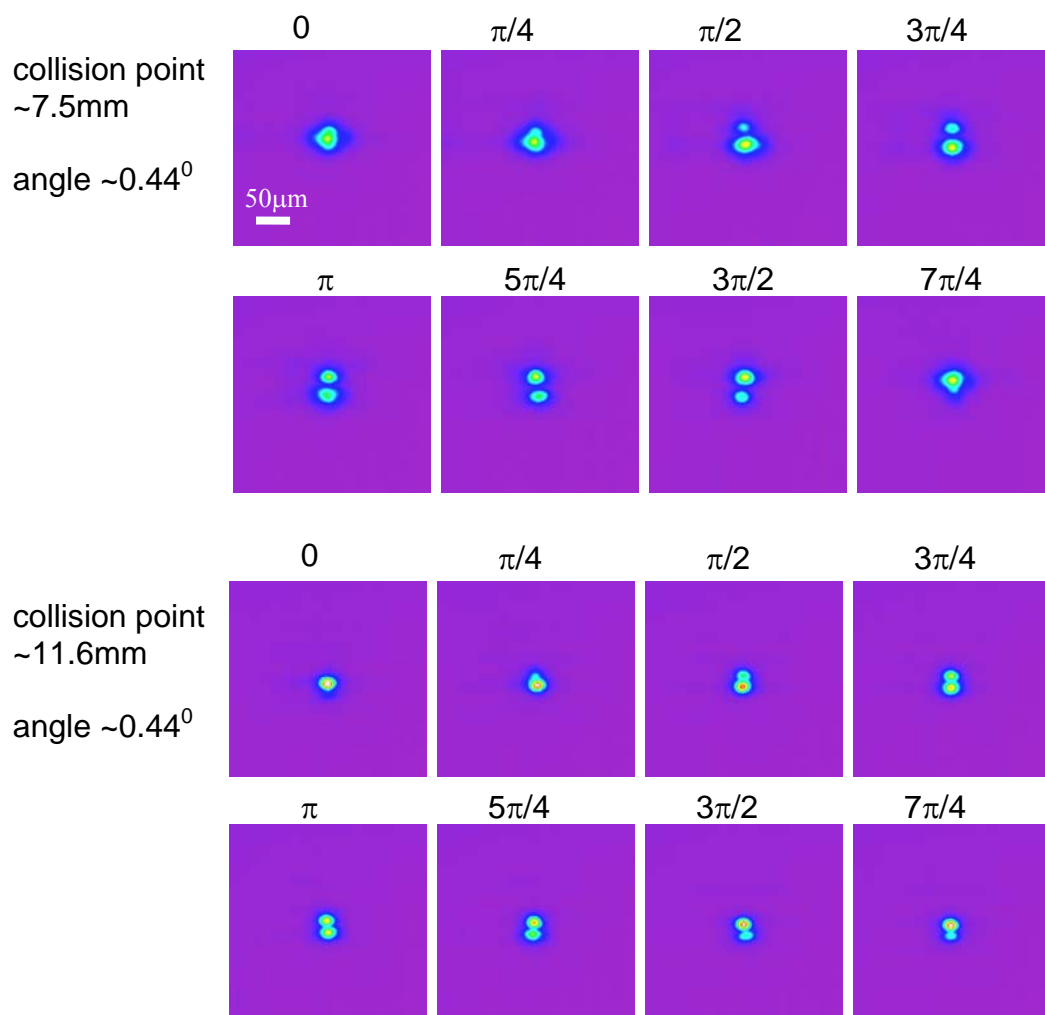 0 π/4 π/2 3π/4
collision point
~7.5mm
angle ~0.44⁰
50μm
π 5π/4 3π/2 7π/4
0 π/4 π/2 3π/4
collision point
~11.6mm
angle ~0.44⁰
π 5π/4 3π/2 7π/4